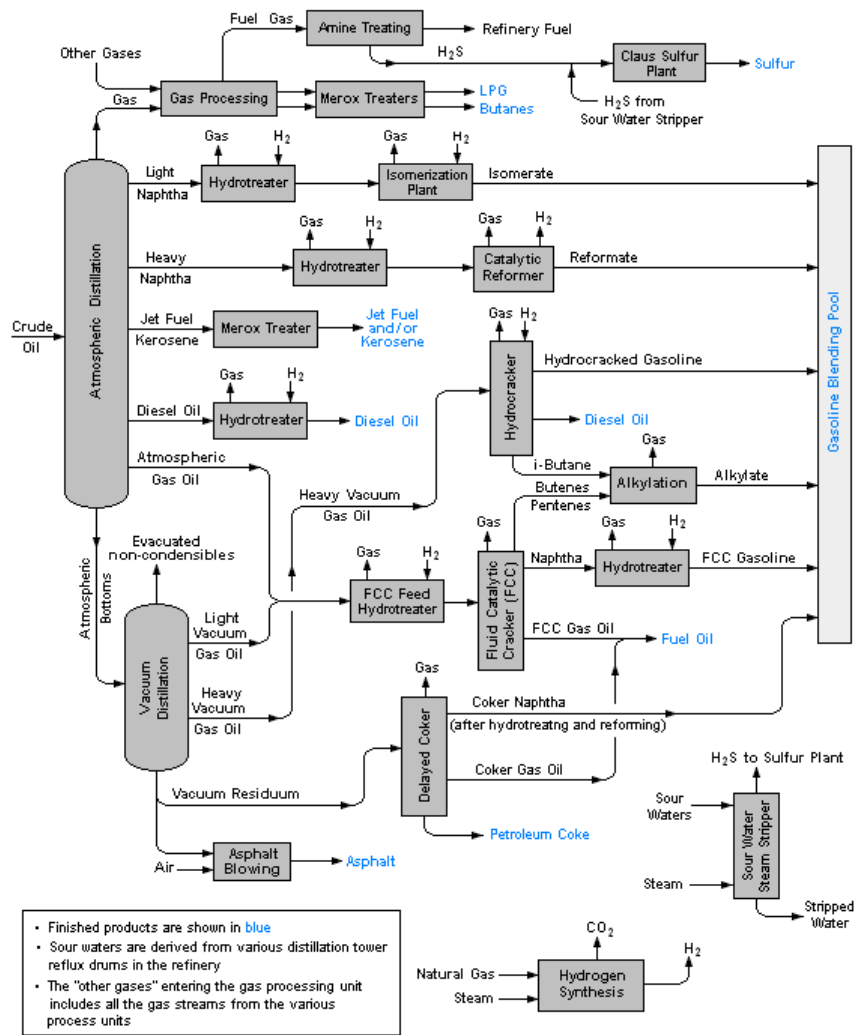 Fuel Gas
Amine Treating
Refinery Fuel
Other Gases
H2S
Claus Sulfur
Plant
Sulfur
Gas
Gas Processing
Merox Treaters
LPG
Butanes
H2S from
Sour Water Stripper
Gas
H2
Gas
H2
Light
Naphtha
Hydrotreater
Isomerization
Plant
Isomerate
Gas
H2
Gas
H2
Heavy
Naphtha
Hydrotreater
Catalytic
Reformer
Reformate
Crude
Oil
Atmospheric Distillation
Jet Fuel
Kerosene
Merox Treater
Jet Fuel
and/or
Kerosene
Gas
H2
Hydrocracker
Hydrocracked Gasoline
Gasoline Blending Pool
Gas
H2
Diesel Oil
Hydrotreater
Diesel Oil
Diesel Oil
Atmospheric
Gas Oil
i-Butane
Gas
Butenes
Pentenes
Alkylation
Alkylate
Heavy Vacuum
Gas Oil
Atmospheric
Bottoms
Evacuated
non-condensibles
Gas
H2
FCC Feed
Hydrotreater
Gas
Fluid Catalytic
Cracker (FCC)
Naphtha
Gas
H2
Hydrotreater
FCC Gasoline
Light
Vacuum
Gas Oil
FCC Gas Oil
Fuel Oil
Vacuum
Distillation
Heavy
Vacuum
Gas Oil
Gas
Delayed Coker
Coker Naphtha
(after hydrotreatng and reforming)
Coker Gas Oil
Vacuum Residuum
Petroleum Coke
Air
Asphalt
Blowing
Asphalt
H2S to Sulfur Plant
Sour
Waters
Sour Water
Steam Stripper
Steam
Stripped
Water
• Finished products are shown in blue
• Sour waters are derived from various distillation tower
reflux drums in the refinery
• The "other gases" entering the gas processing unit
includes all the gas streams from the various
process units
CO2
H2
Natural Gas
Steam
Hydrogen
Synthesis